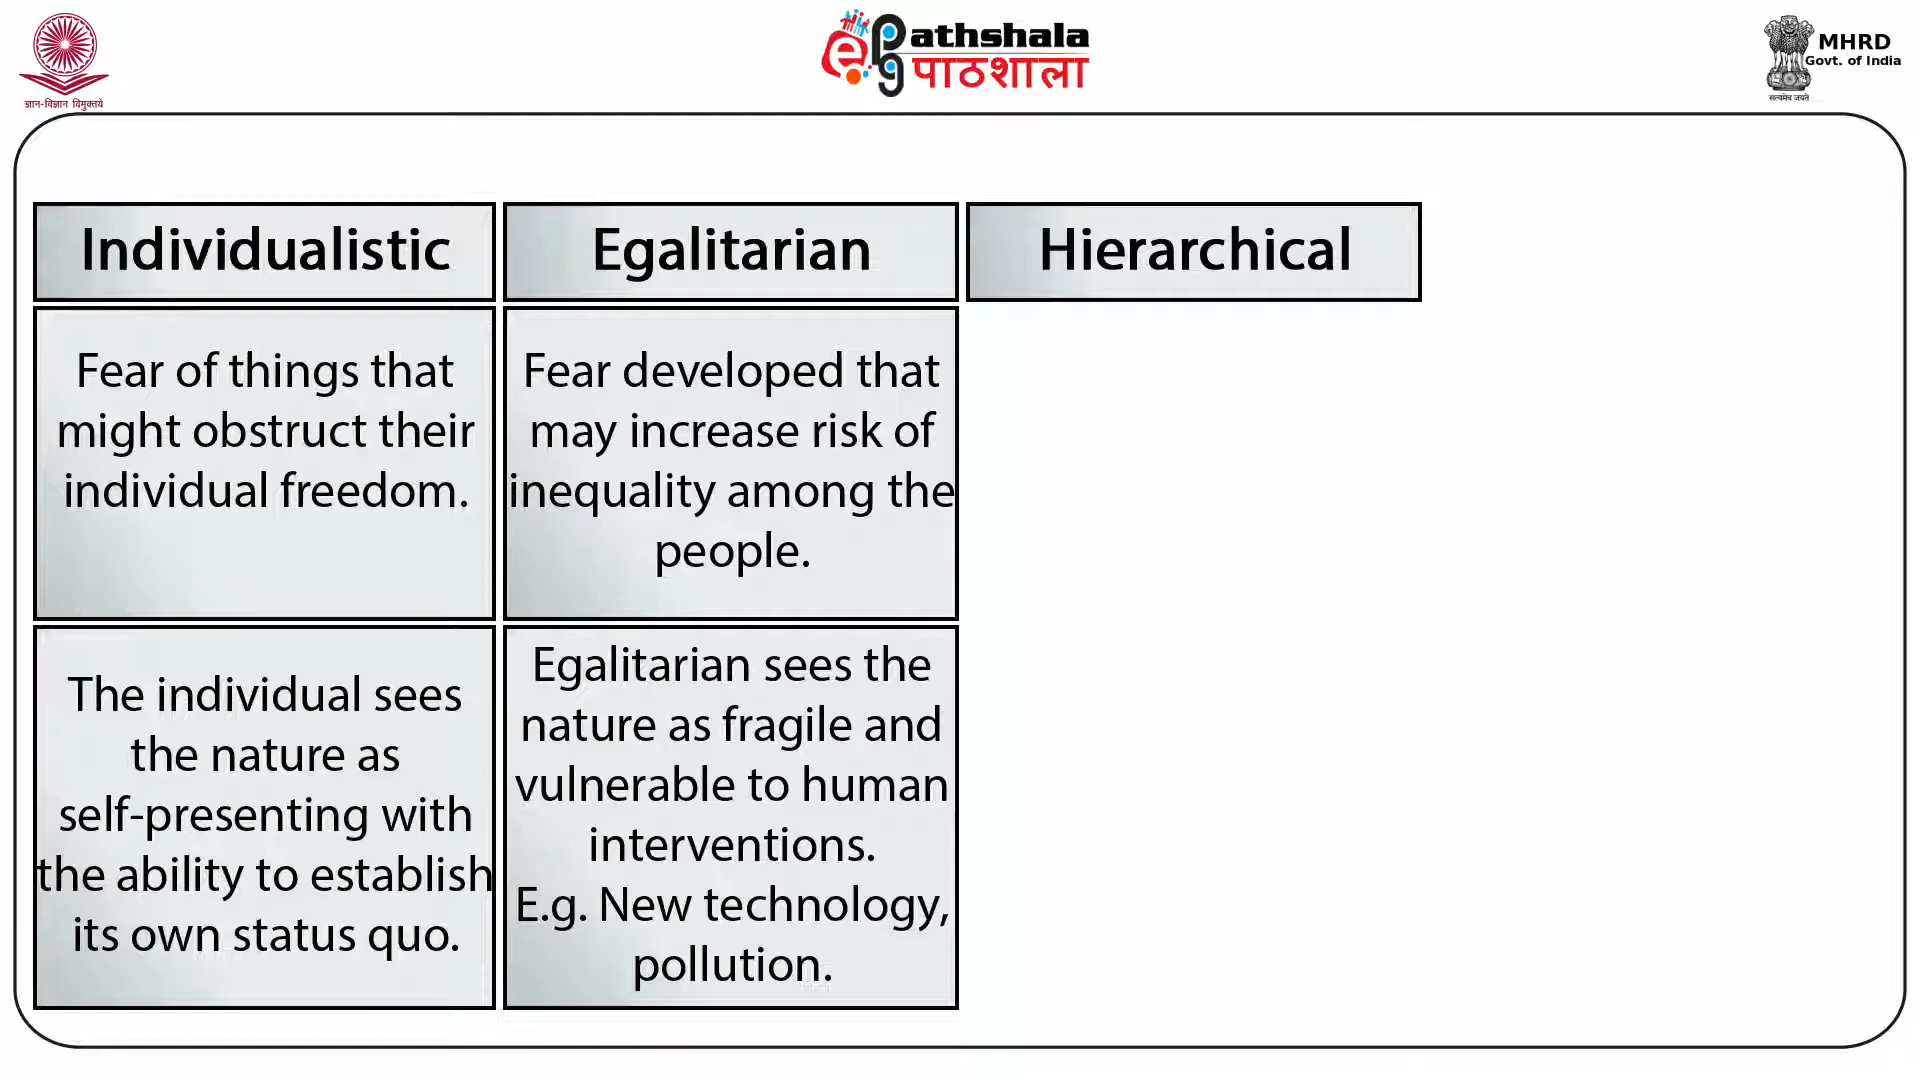 ज्ञान-विज्ञान विमुक्तये
ePathshala
पाठशाला
MHRD
Govt. of India
सत्यमेव जयते
Individualistic
Egalitarian
Hierarchical
Fear of things that
might obstruct their
individual freedom.
Fear developed that
may increase risk of
inequality among the
people.
The individual sees
the nature as
self-presenting with
the ability to establish
its own status quo.
Egalitarian sees the
nature as fragile and
vulnerable to human
interventions.
E.g. New technology,
pollution.